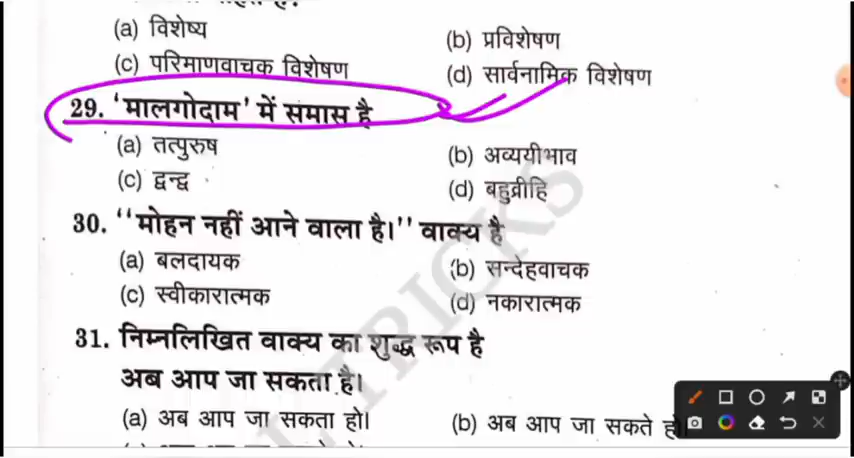 (a) विशेष्य (b) प्रविशेषण
(c) परिमाणवाचक विशेषण (d) सार्वनामिक विशेषण
29. 'मालगोदाम' में समास है
(a) तत्पुरुष (b) अव्ययीभाव
(c) द्वन्द्व (d) बहुव्रीहि
30. "मोहन नहीं आने वाला है।" वाक्य है
(a) बलदायक (b) सन्देहवाचक
(c) स्वीकारात्मक (d) नकारात्मक
31. निम्नलिखित वाक्य का शुद्ध रूप है
अब आप जा सकता है।
(a) अब आप जा सकता हो। (b) अब आप जा सकते
TRICKS